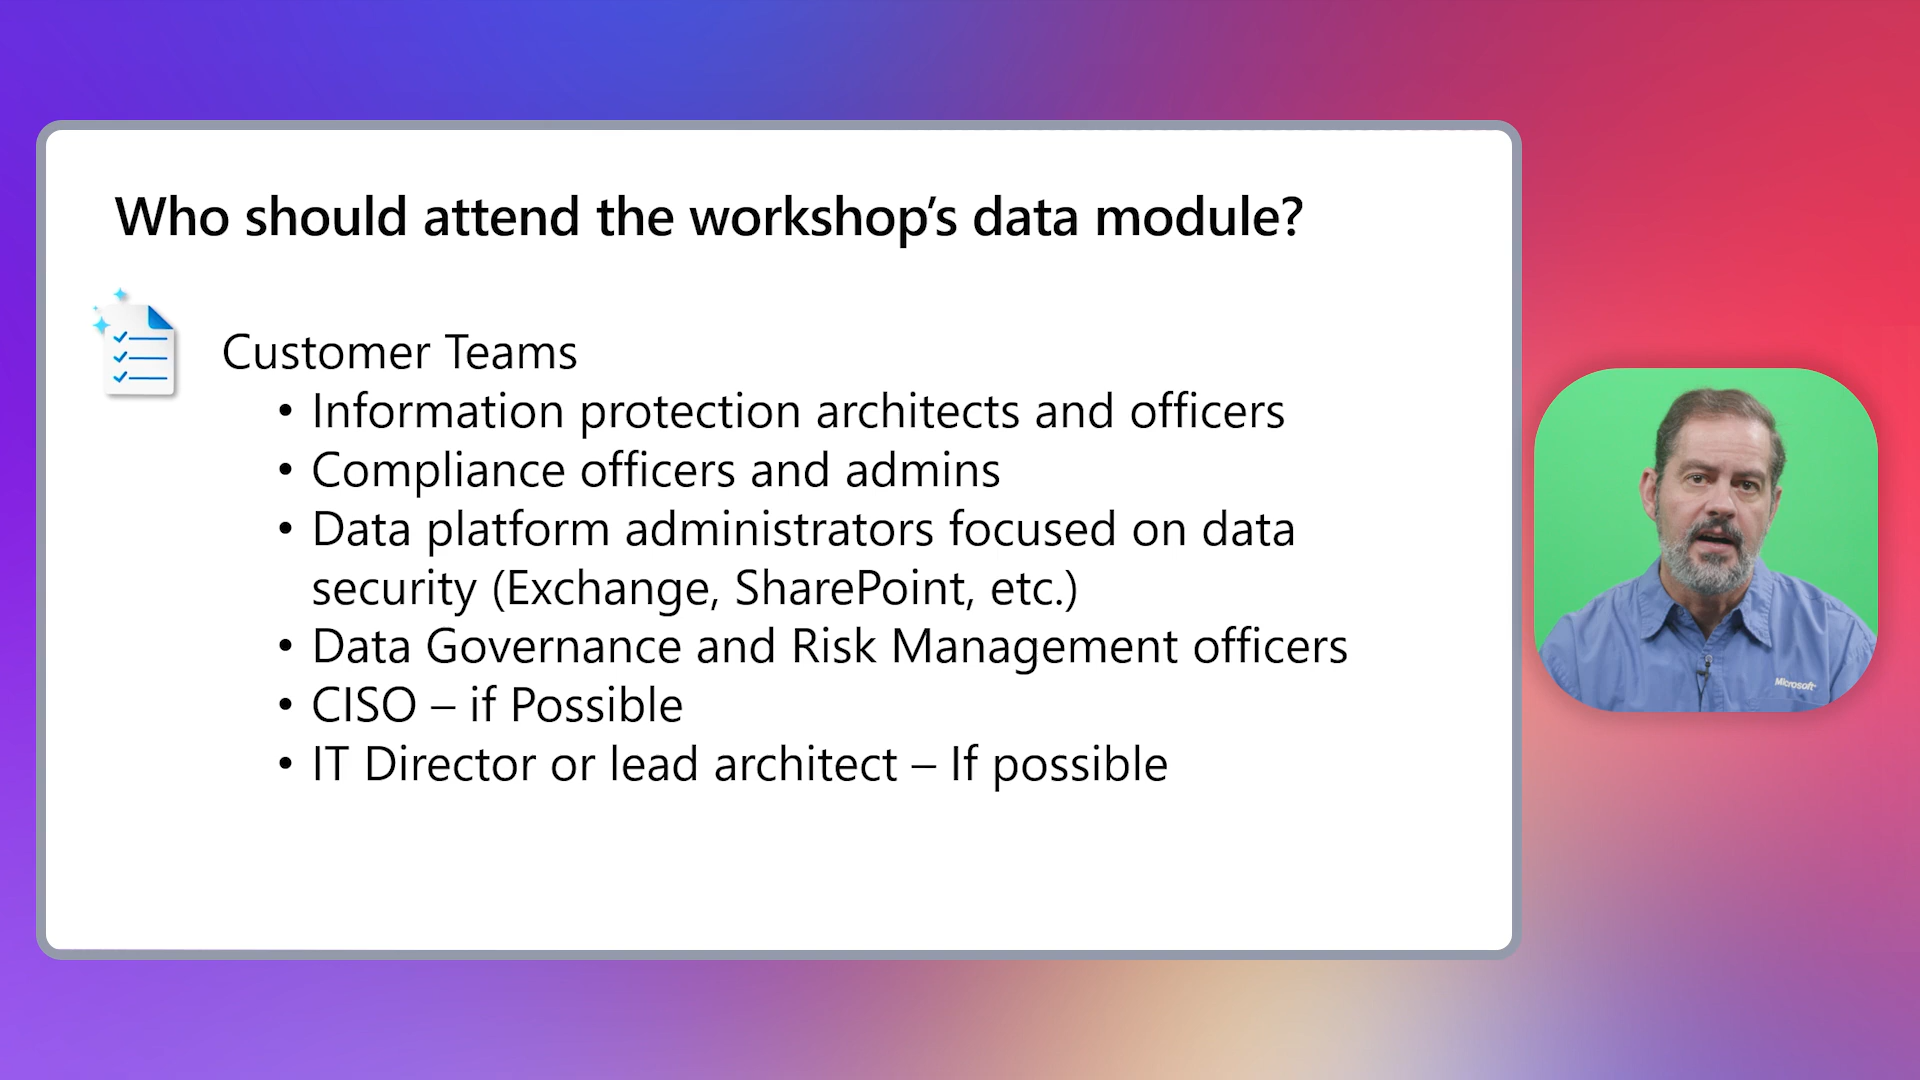 Who should attend the workshop’s data module?
Customer Teams
• Information protection architects and officers
• Compliance officers and admins
• Data platform administrators focused on data
security (Exchange, SharePoint, etc.)
• Data Governance and Risk Management officers
• CISO – if Possible
• IT Director or lead architect – If possible
Microsoft